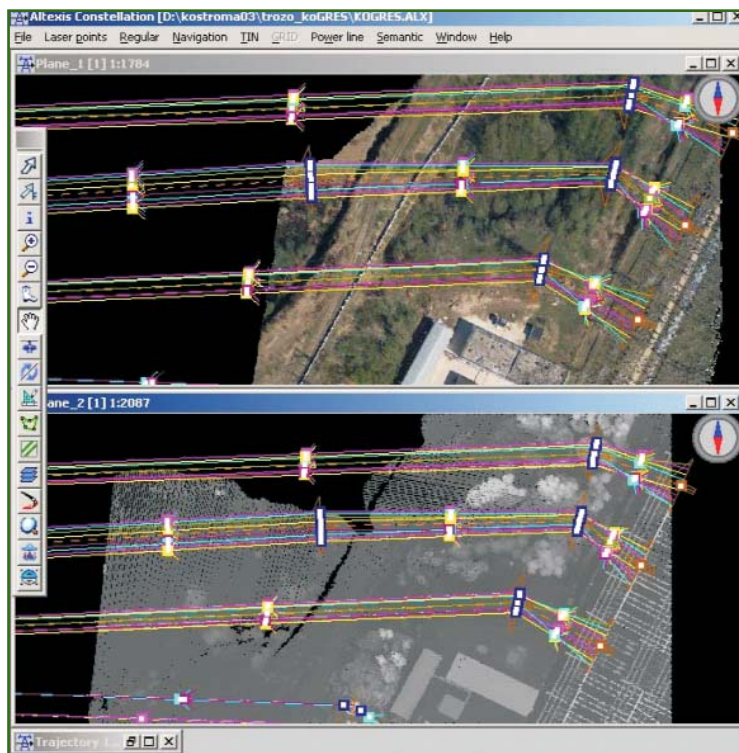 Altexis Constellation [D:\kostroma03\trozo_koGRES\KOGRES.ALX]
File Laser points Regular Navigation TIN GRID Power line Semantic Window Help
Plane_1 [1] 1:1784
ane_2 [1] 1:2087
Trajectory 1...